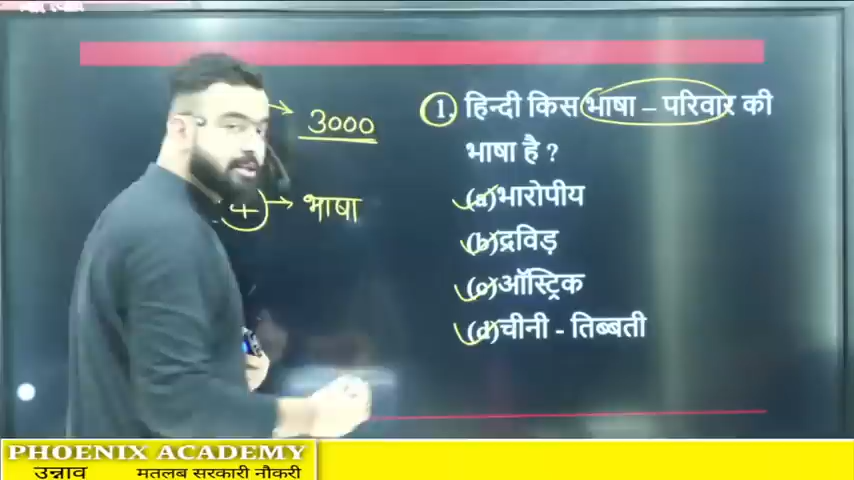 3000
+ → भाषा
1. हिन्दी किस भाषा – परिवार की
भाषा है ?
(a) भारोपीय
(b) द्रविड़
(c) ऑस्ट्रिक
(d) चीनी - तिब्बती
PHOENIX ACADEMY
उन्नाव मतलब सरकारी नौकरी